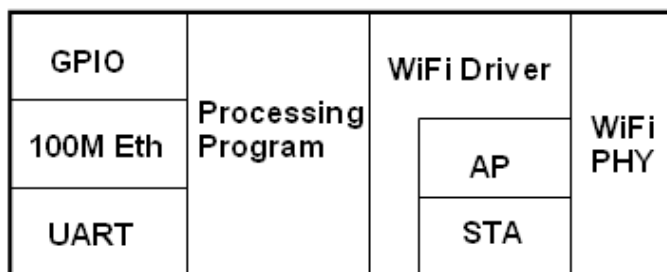 GPIO
100M Eth
UART
Processing
Program
WiFi Driver
AP
STA
WiFi
PHY